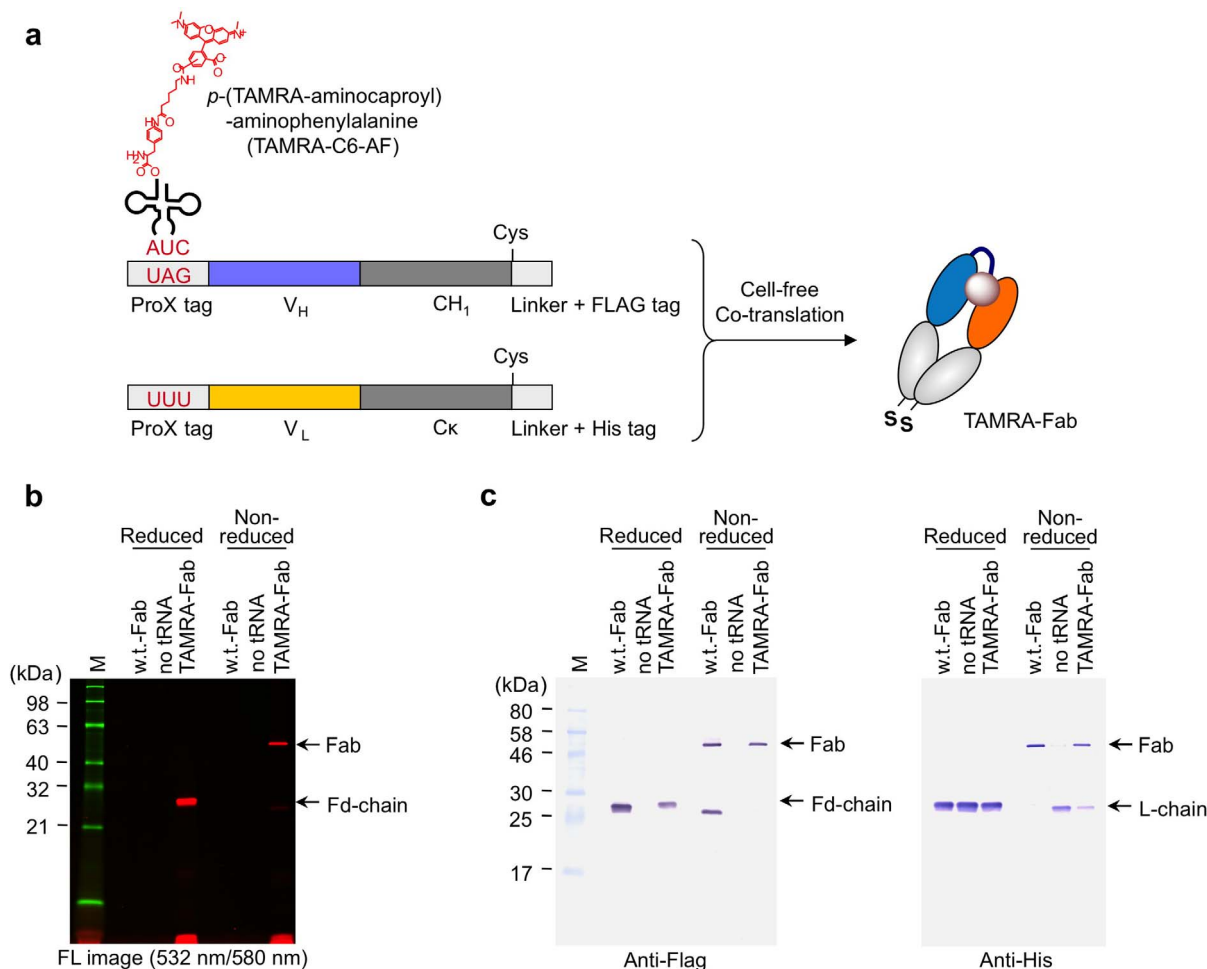 a
p-(TAMRA-aminocaproyl)
-aminophenylalanine
(TAMRA-C6-AF)
N
O
N+
O
O-
O
NH
O
NH
H2N
O
O
AUC
UAG
Cys
ProX tag
VH
CH1
Linker + FLAG tag
UUU
Cys
ProX tag
VL
Cκ
Linker + His tag
Cell-free
Co-translation
S
S
TAMRA-Fab
b
Reduced
Non-
reduced
M
w.t.-Fab
no tRNA
TAMRA-Fab
w.t.-Fab
no tRNA
TAMRA-Fab
(kDa)
98
63
40
32
21
Fab
Fd-chain
FL image (532 nm/580 nm)
c
Reduced
Non-
reduced
M
w.t.-Fab
no tRNA
TAMRA-Fab
w.t.-Fab
no tRNA
TAMRA-Fab
(kDa)
80
58
46
30
25
17
Fab
Fd-chain
Anti-Flag
Reduced
Non-
reduced
w.t.-Fab
no tRNA
TAMRA-Fab
w.t.-Fab
no tRNA
TAMRA-Fab
Fab
L-chain
Anti-His